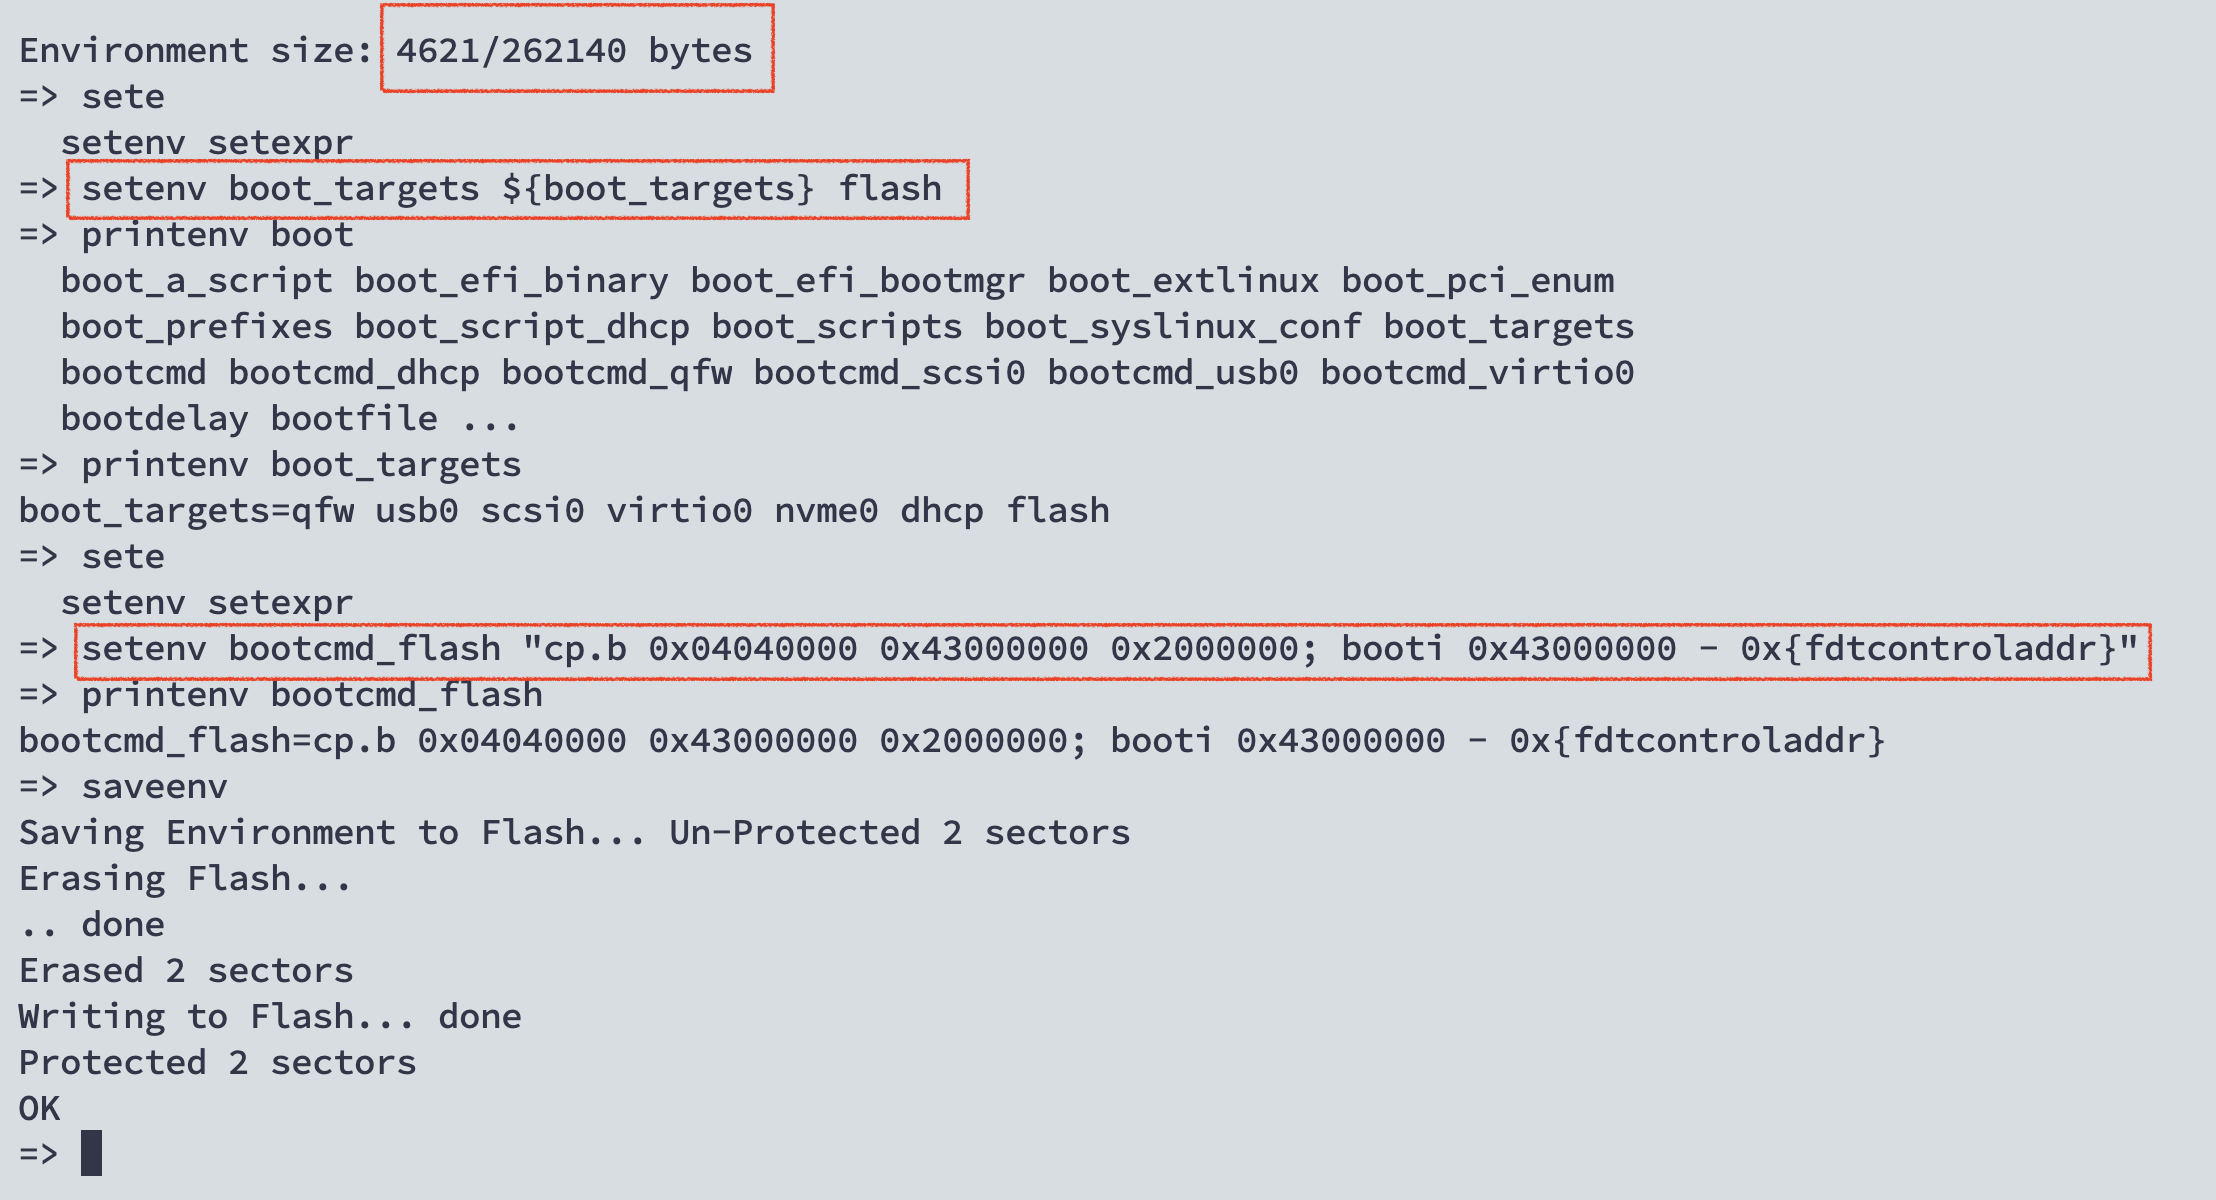 Environment size: 4621/262140 bytes
=> sete
  setenv setexpr
=> setenv boot_targets ${boot_targets} flash
=> printenv boot
  boot_a_script boot_efi_binary boot_efi_bootmgr boot_extlinux boot_pci_enum
  boot_prefixes boot_script_dhcp boot_scripts boot_syslinux_conf boot_targets
  bootcmd bootcmd_dhcp bootcmd_qfw bootcmd_scsi0 bootcmd_usb0 bootcmd_virtio0
  bootdelay bootfile ...
=> printenv boot_targets
boot_targets=qfw usb0 scsi0 virtio0 nvme0 dhcp flash
=> sete
  setenv setexpr
=> setenv bootcmd_flash "cp.b 0x04040000 0x43000000 0x2000000; booti 0x43000000 - 0x{fdtcontroladdr}"
=> printenv bootcmd_flash
bootcmd_flash=cp.b 0x04040000 0x43000000 0x2000000; booti 0x43000000 - 0x{fdtcontroladdr}
=> saveenv
Saving Environment to Flash... Un-Protected 2 sectors
Erasing Flash...
.. done
Erased 2 sectors
Writing to Flash... done
Protected 2 sectors
OK
=>